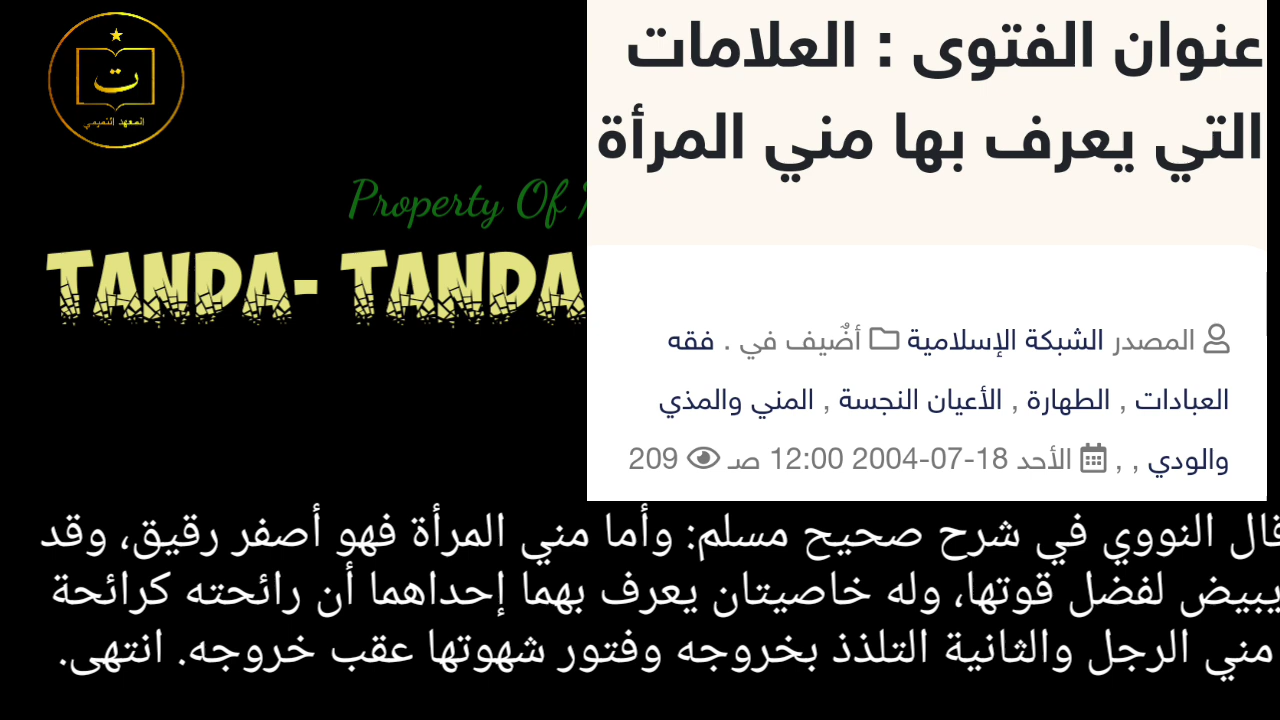 ت
المعهد التميمي
Property Of
TANDA- TANDA
عنوان الفتوى : العلامات
التي يعرف بها مني المرأة
المصدر الشبكة الإسلامية أضٌيف في . فقه
العبادات , الطهارة , الأعيان النجسة , المني والمذي
والودي , , الأحد 18-07-2004 12:00 صـ 209
قال النووي في شرح صحيح مسلم: وأما مني المرأة فهو أصفر رقيق، وقد
يبيض لفضل قوتها، وله خاصيتان يعرف بهما إحداهما أن رائحته كرائحة
مني الرجل والثانية التلذذ بخروجه وفتور شهوتها عقب خروجه. انتهى.